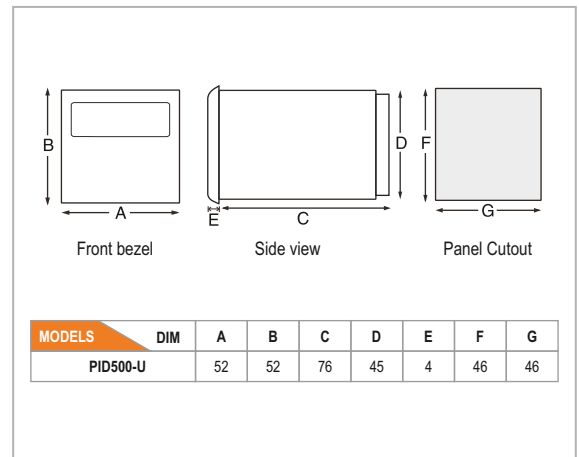 B
A
E
C
D
F
G
Front bezel
Side view
Panel Cutout
MODELS DIM A B C D E F G
PID500-U 52 52 76 45 4 46 46